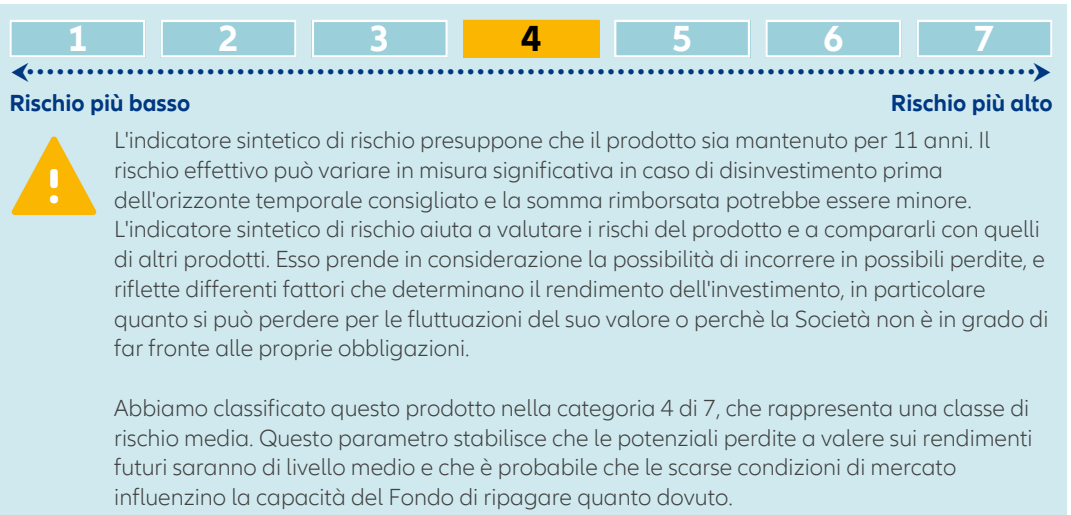 1 2 3 4 5 6 7
Rischio più basso Rischio più alto
L'indicatore sintetico di rischio presuppone che il prodotto sia mantenuto per 11 anni. Il
rischio effettivo può variare in misura significativa in caso di disinvestimento prima
dell'orizzonte temporale consigliato e la somma rimborsata potrebbe essere minore.
L'indicatore sintetico di rischio aiuta a valutare i rischi del prodotto e a compararli con quelli
di altri prodotti. Esso prende in considerazione la possibilità di incorrere in possibili perdite, e
riflette differenti fattori che determinano il rendimento dell'investimento, in particolare
quanto si può perdere per le fluttuazioni del suo valore o perchè la Società non è in grado di
far fronte alle proprie obbligazioni.
Abbiamo classificato questo prodotto nella categoria 4 di 7, che rappresenta una classe di
rischio media. Questo parametro stabilisce che le potenziali perdite a valere sui rendimenti
futuri saranno di livello medio e che è probabile che le scarse condizioni di mercato
influenzino la capacità del Fondo di ripagare quanto dovuto.